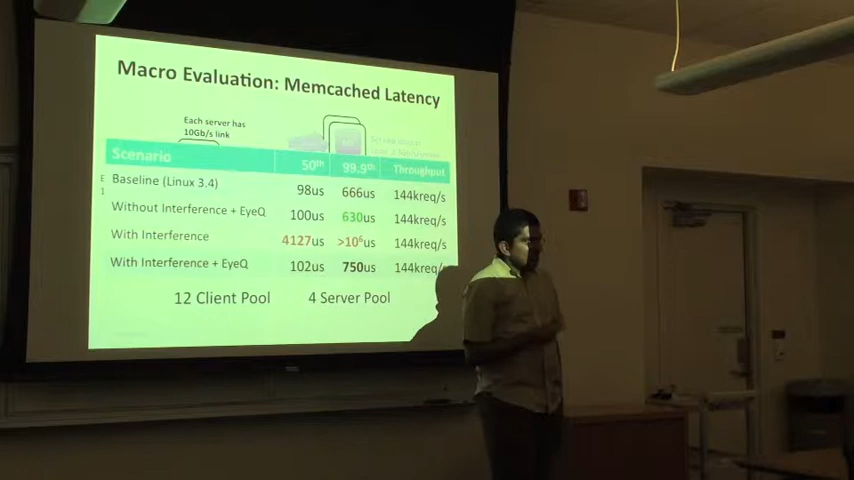 Macro Evaluation: Memcached Latency
Each server has
10Gb/s link
Scenario 50th 99.9th Throughput
Baseline (Linux 3.4) 98us 666us 144kreq/s
Without Interference + EyeQ 100us 630us 144kreq/s
With Interference 4127us >10⁶us 144kreq/s
With Interference + EyeQ 102us 750us 144kreq/s
12 Client Pool 4 Server Pool